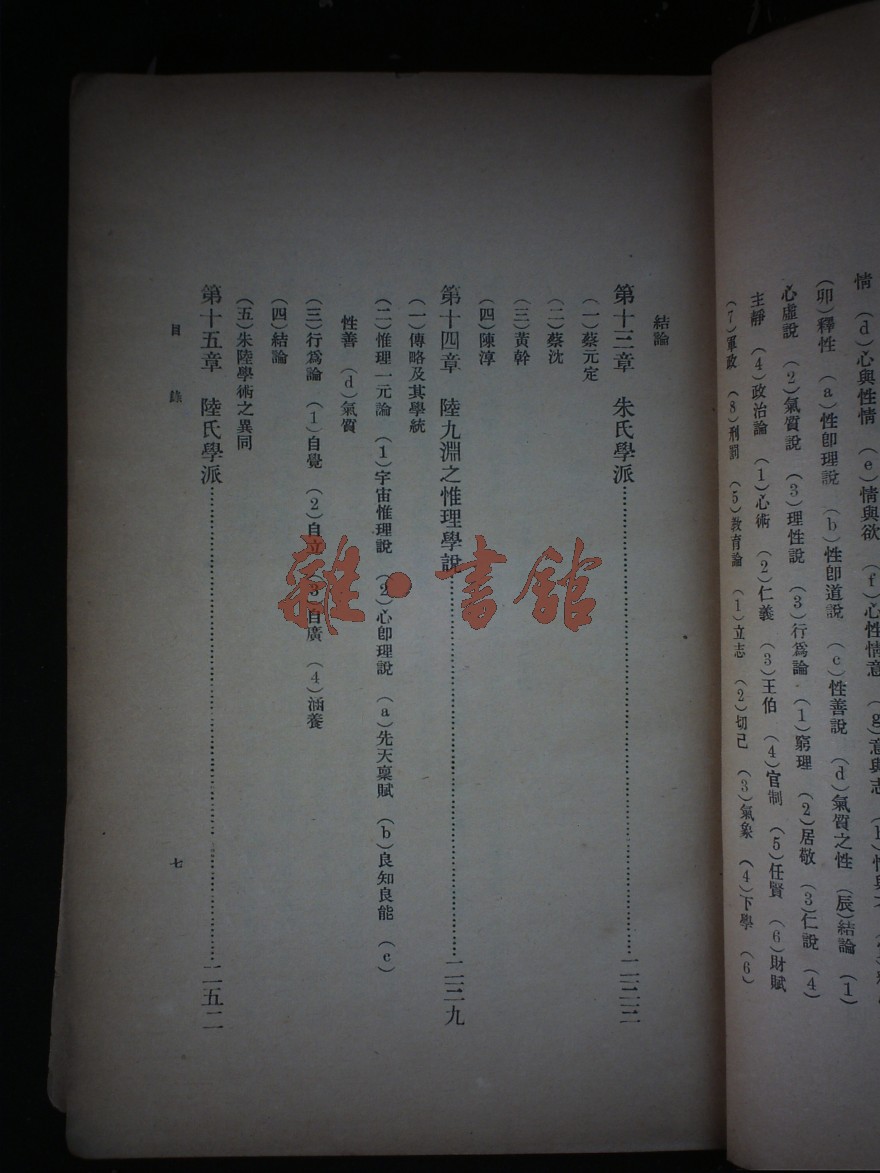 情 (d)心與性情 (e)情與欲 (f)心性情意 (g)意與志
(卯)釋性 (a)性卽理說 (b)性卽道說 (c)性善說 (d)氣質之性 (辰)結論 (1)
心虛說 (2)氣質說 (3)理性說 (3)行爲論 (1)窮理 (2)居敬 (3)仁說 (4)
主靜 (4)政治論 (1)心術 (2)仁義 (3)王伯 (4)官制 (5)任賢 (6)財賦
(7)軍政 (8)刑罰 (5)教育論 (1)立志 (2)切己 (3)氣象 (4)下學 (6)
結論
第十三章 朱氏學派……二三三
(一)蔡元定
(二)蔡沈
(三)黃幹
(四)陳淳
第十四章 陸九淵之惟理學說……二三九
(一)傳略及其學統
(二)惟理一元論 (1)宇宙惟理說 (2)心卽理說 (a)先天稟賦 (b)良知良能 (c)
性善 (d)氣質
(三)行爲論 (1)自覺 (2)自立 (3)自廣 (4)涵養
(四)結論
(五)朱陸學術之異同
第十五章 陸氏學派……二五二
目錄 七
雜·書館